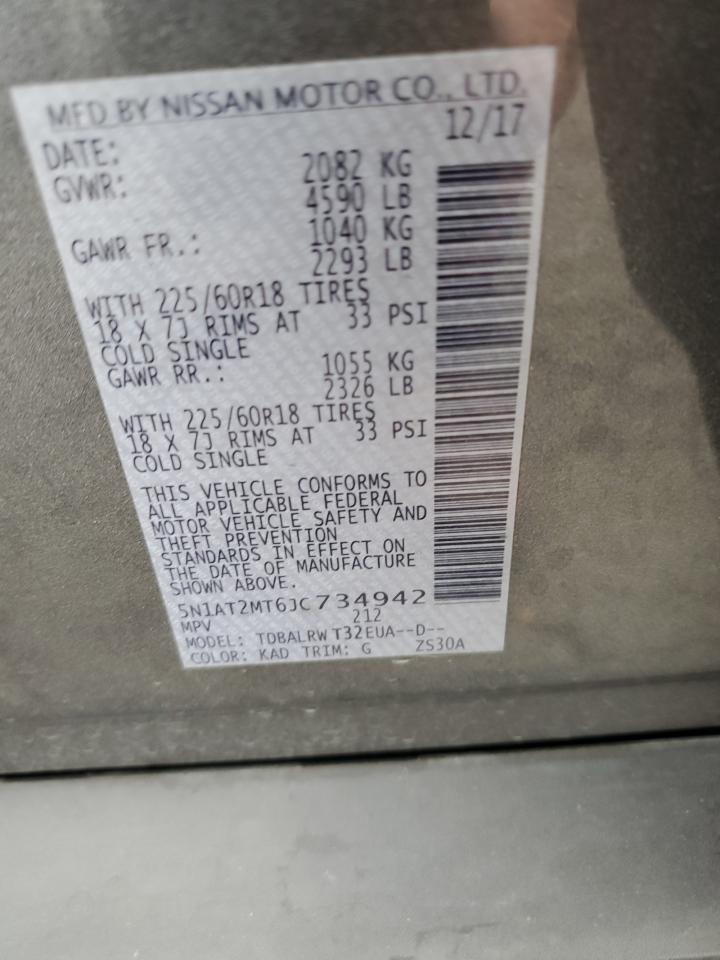 MFD BY NISSAN MOTOR CO., LTD.
DATE: 12/17
GVWR: 2082 KG
4590 LB
GAWR FR.: 1040 KG
2293 LB
WITH 225/60R18 TIRES
18 X 7J RIMS AT 33 PSI
COLD SINGLE
GAWR RR.: 1055 KG
2326 LB
WITH 225/60R18 TIRES
18 X 7J RIMS AT 33 PSI
COLD SINGLE
THIS VEHICLE CONFORMS TO
ALL APPLICABLE FEDERAL
MOTOR VEHICLE SAFETY AND
THEFT PREVENTION
STANDARDS IN EFFECT ON
THE DATE OF MANUFACTURE
SHOWN ABOVE.
5N1AT2MT6JC734942
MPV 212
MODEL: TDBALRW T32EUA--D--
COLOR: KAD TRIM: G ZS30A